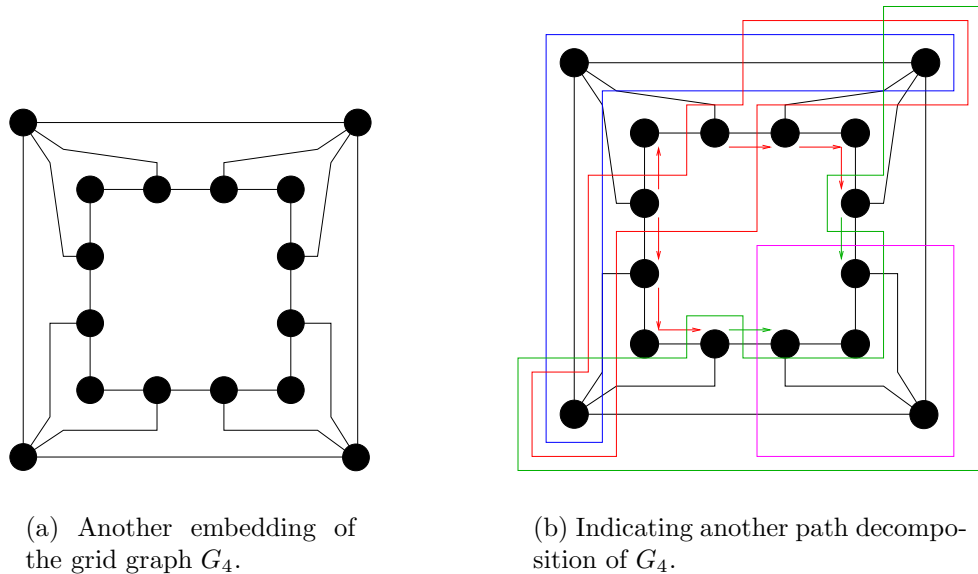 (a) Another embedding of
the grid graph G₄.
(b) Indicating another path decompo-
sition of G₄.